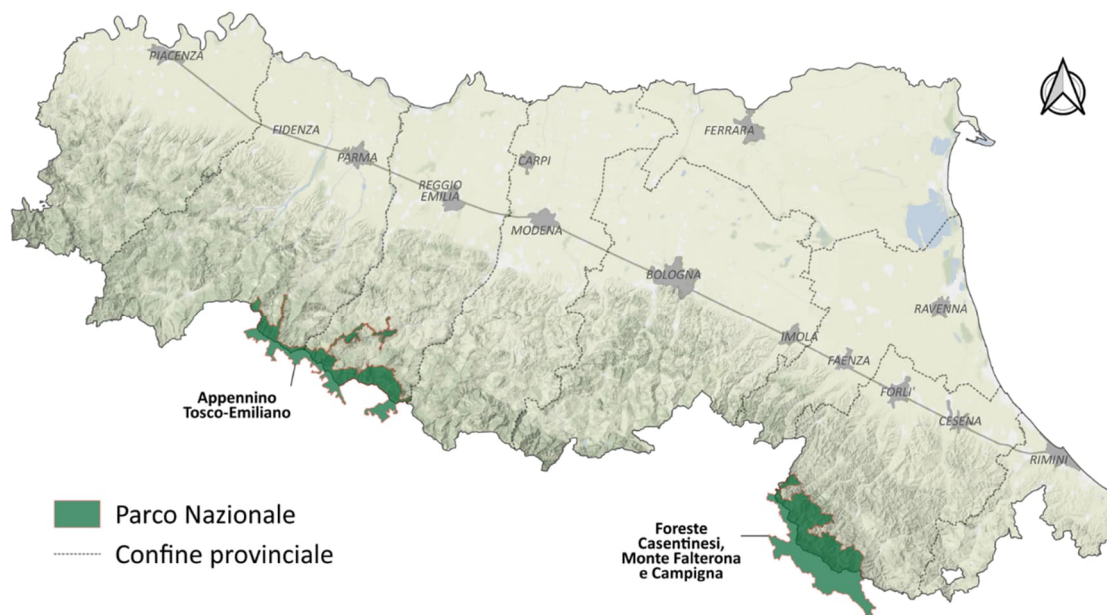 PIACENZA
FIDENZA
PARMA
REGGIO
EMILIA
CARPI
MODENA
FERRARA
BOLOGNA
RAVENNA
IMOLA
FAENZA
FORLI'
CESENA
RIMINI
Appennino
Tosco-Emiliano
Foreste
Casentinesi,
Monte Falterona
e Campigna
Parco Nazionale
Confine provinciale